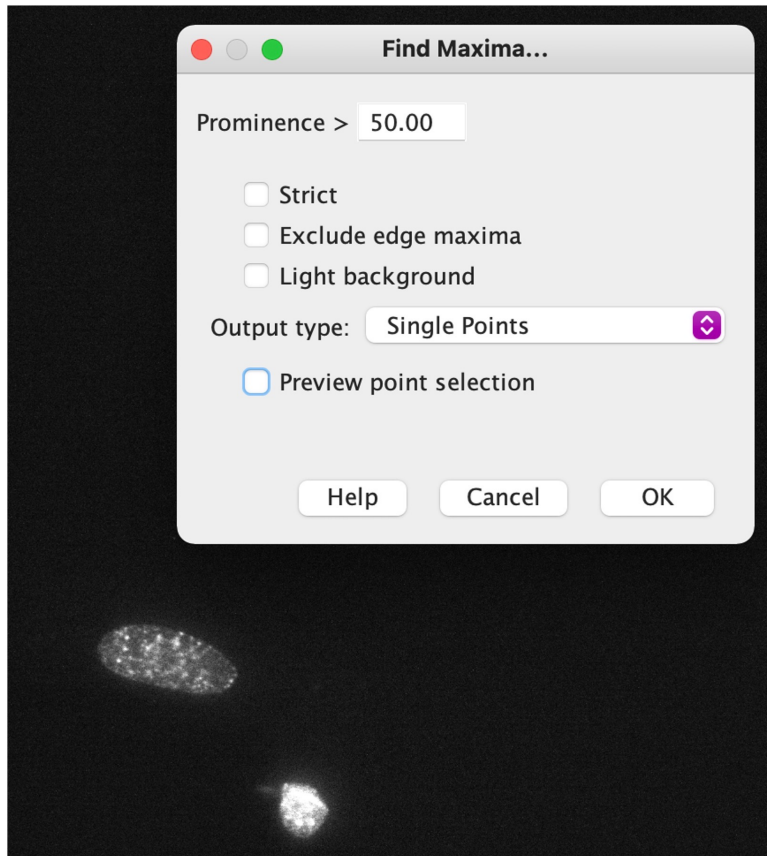 Find Maxima...
Prominence > 50.00
Strict
Exclude edge maxima
Light background
Output type: Single Points
Preview point selection
Help Cancel OK